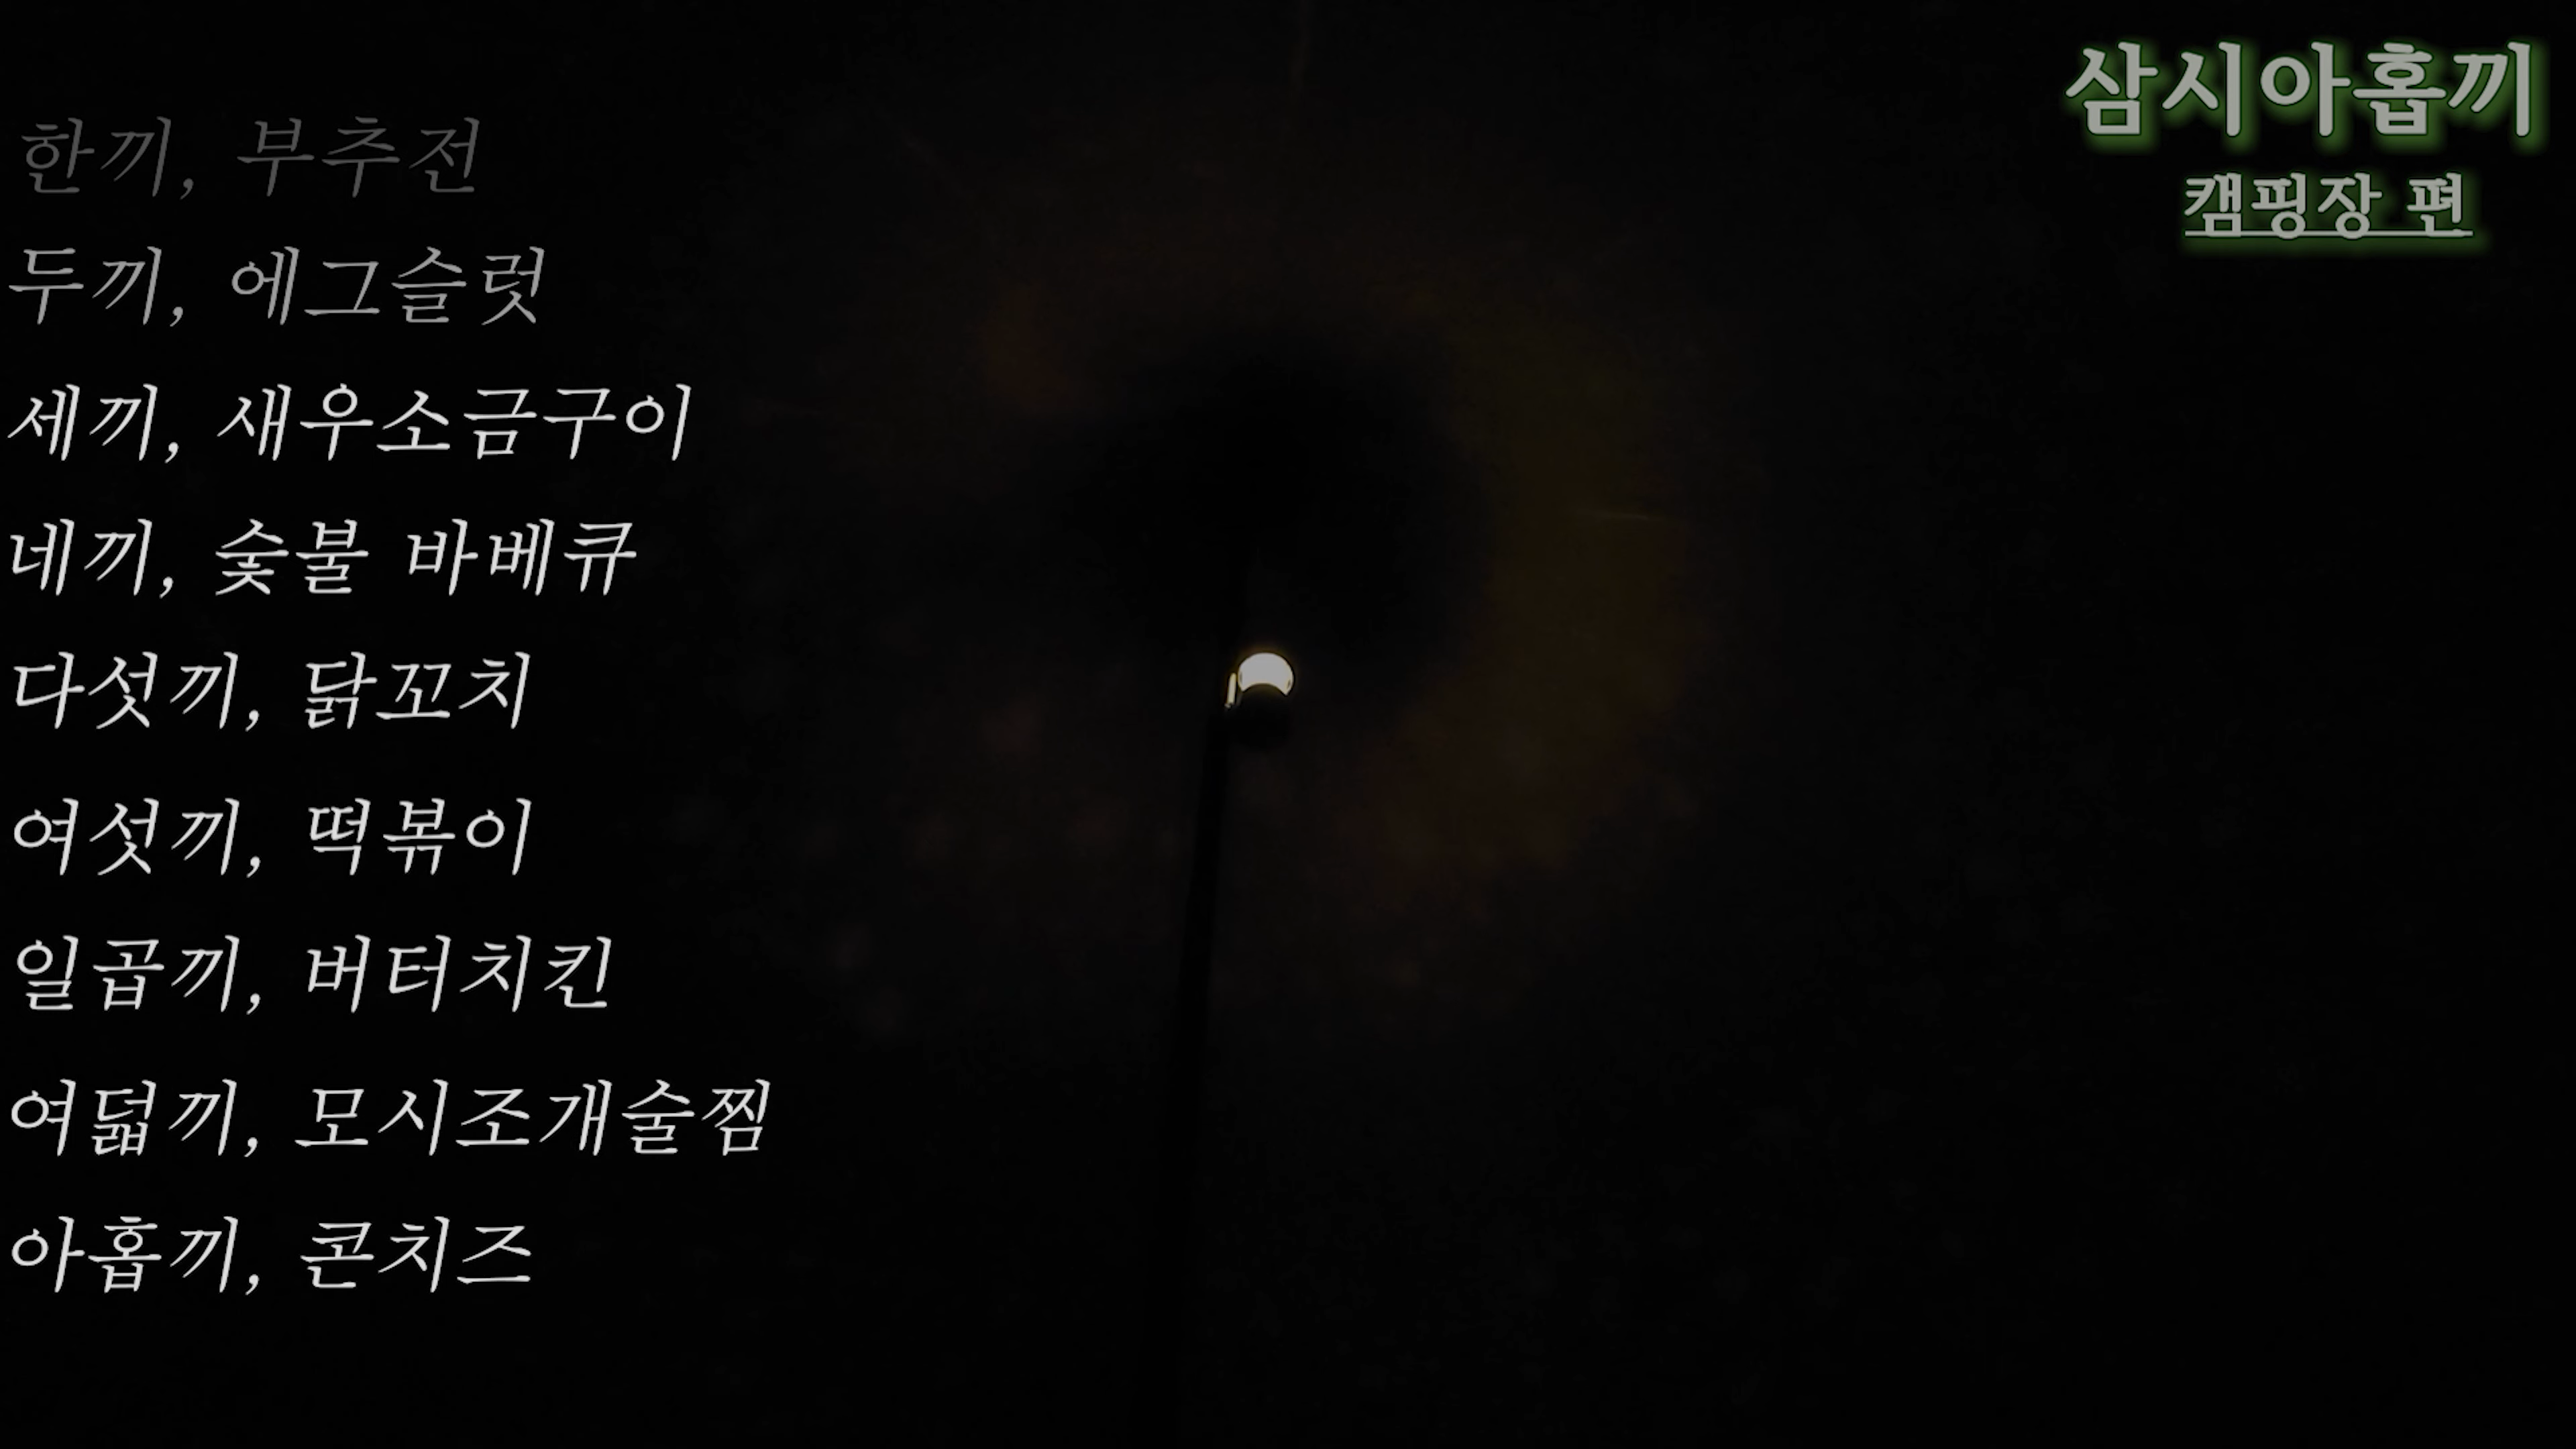 삼시아홉끼
캠핑장 편
한끼, 부추전
두끼, 에그슬럿
세끼, 새우소금구이
네끼, 숯불 바베큐
다섯끼, 닭꼬치
여섯끼, 떡볶이
일곱끼, 버터치킨
여덟끼, 모시조개술찜
아홉끼, 콘치즈